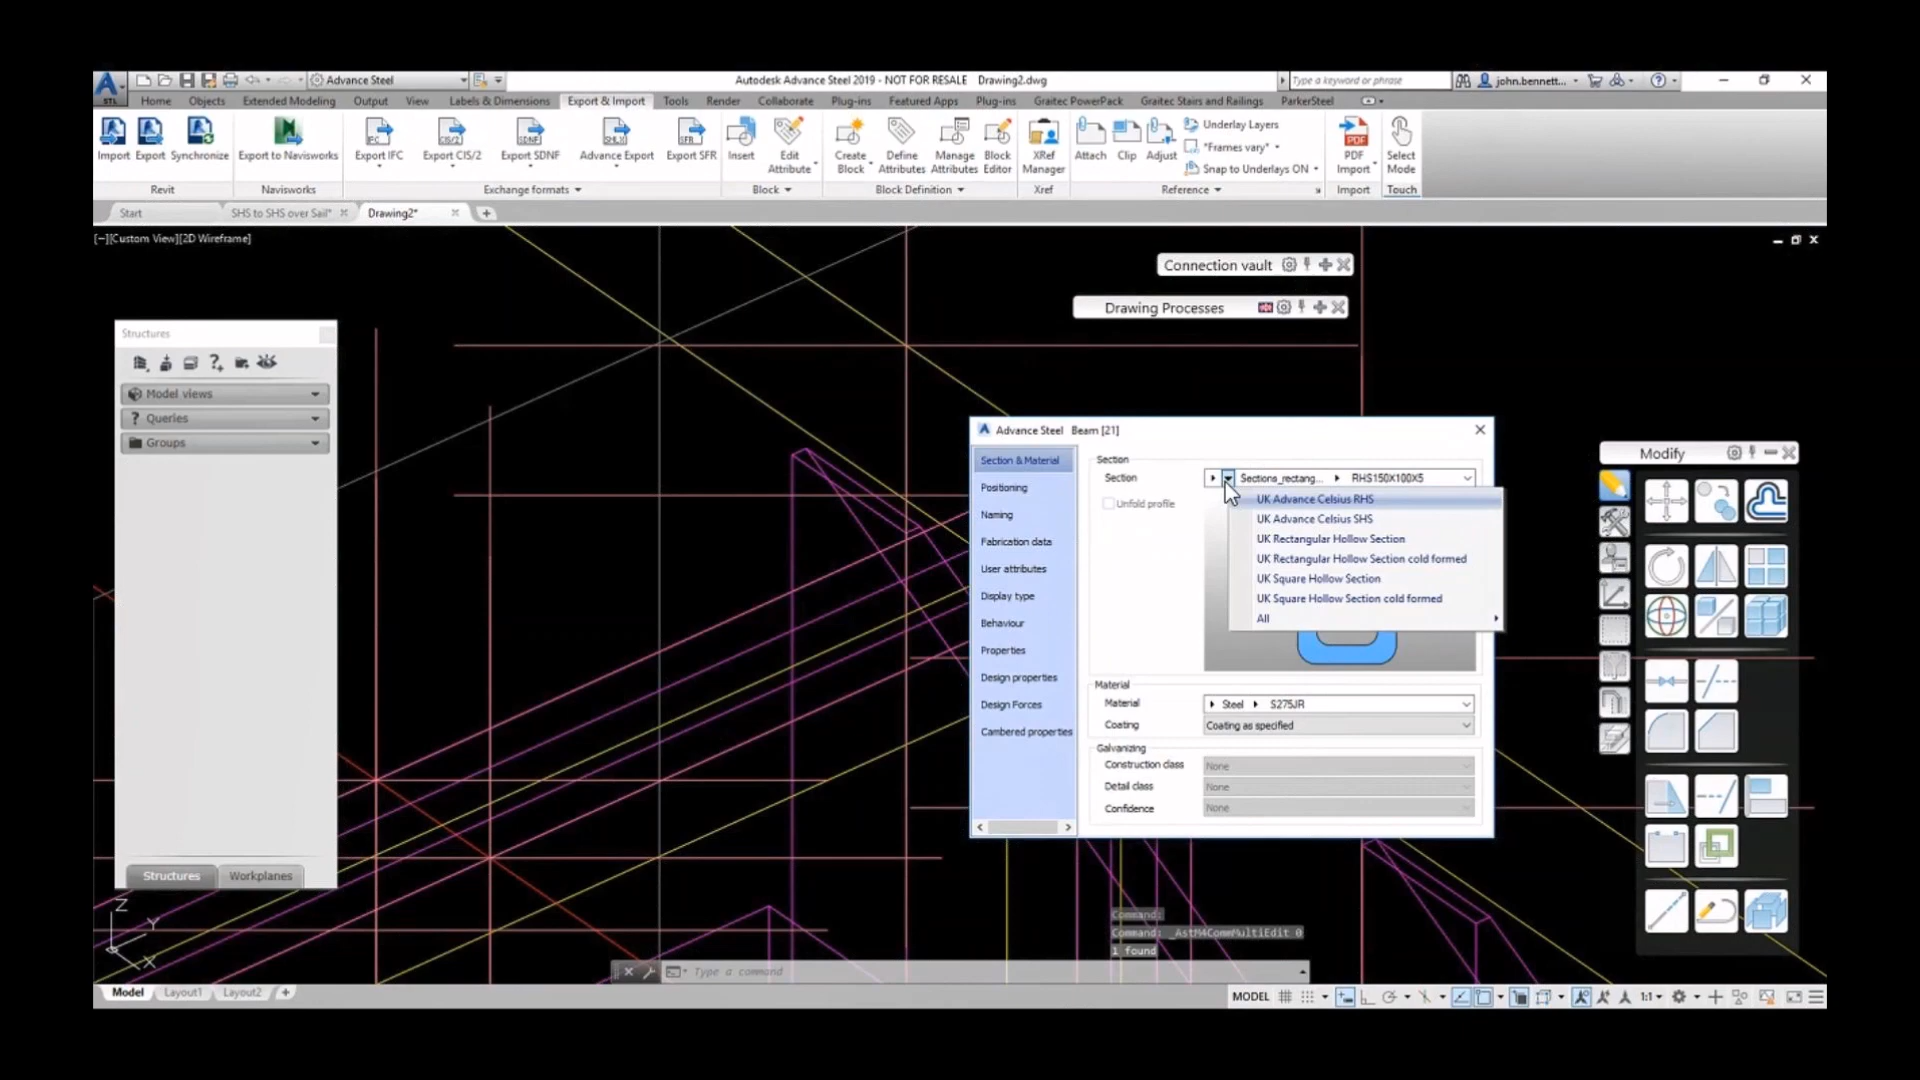 Advance Steel
Autodesk Advance Steel 2019 - NOT FOR RESALE Drawing2.dwg
Type a keyword or phrase
john.bennett...
STL
Home Objects Extended Modeling Output View Labels & Dimensions Export & Import Tools Render Collaborate Plug-ins Featured Apps Plug-ins Graitec PowerPack Graitec Stairs and Railings ParkerSteel
IFC CIS/2 SDNF SMLX SFR PDF
Underlay Layers
*Frames vary*
Snap to Underlays ON
Import Export Synchronize Export to Navisworks Export IFC Export CIS/2 Export SDNF Advance Export Export SFR Insert Edit Attribute Create Block Define Attributes Manage Attributes Block Editor XRef Manager Attach Clip Adjust PDF Import Select Mode
Revit Navisworks Exchange formats Block Block Definition Xref Reference Import Touch
Start SHS to SHS over Sail* Drawing2*
[−][Custom View][2D Wireframe]
Connection vault
Drawing Processes
Structures
Model views
Queries
Groups
Structures Workplanes
Z
Y
X
Advance Steel Beam [21]
Section & Material
Positioning
Naming
Fabrication data
User attributes
Display type
Behaviour
Properties
Design properties
Design Forces
Cambered properties
Section
Section Sections_rectang... RHS150X100X5
Unfold profile
UK Advance Celsius RHS
UK Advance Celsius SHS
UK Rectangular Hollow Section
UK Rectangular Hollow Section cold formed
UK Square Hollow Section
UK Square Hollow Section cold formed
All
Material
Material Steel S275JR
Coating Coating as specified
Galvanizing
Construction class None
Detail class None
Confidence None
Modify
Command:
Command: _AstM4CommMultiEdit 0
1 found
Type a command
Model Layout1 Layout2
MODEL 1:1